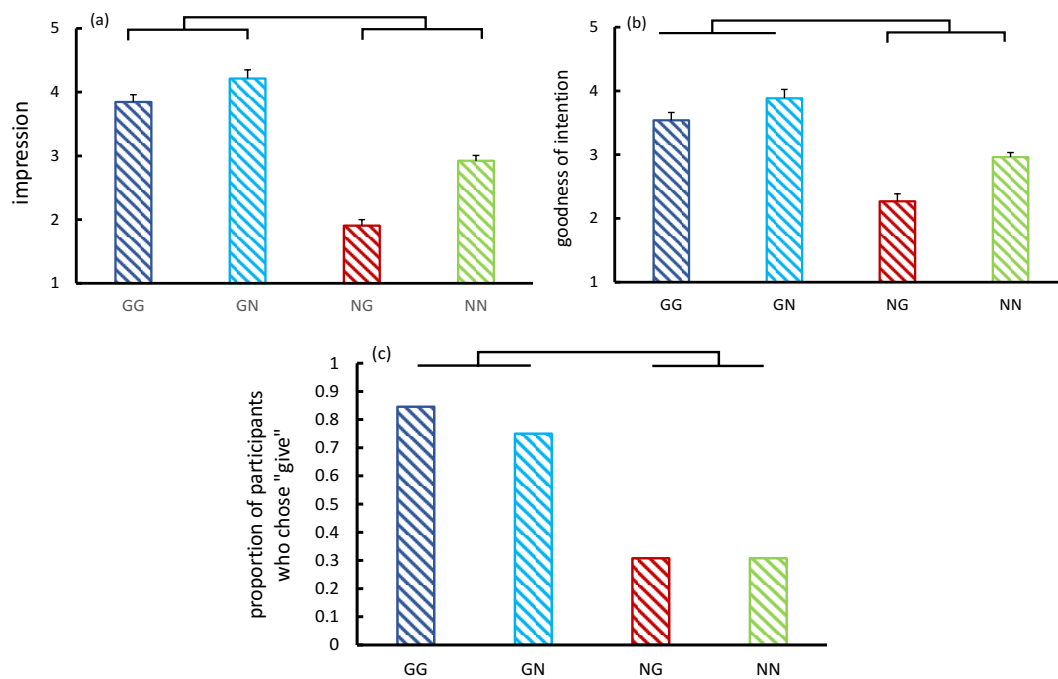 (a)
5
4
3
2
1
impression
GG GN NG NN
(b)
5
4
3
2
1
goodness of intention
GG GN NG NN
(c)
1
0.9
0.8
0.7
0.6
0.5
0.4
0.3
0.2
0.1
0
proportion of participants
who chose "give"
GG GN NG NN